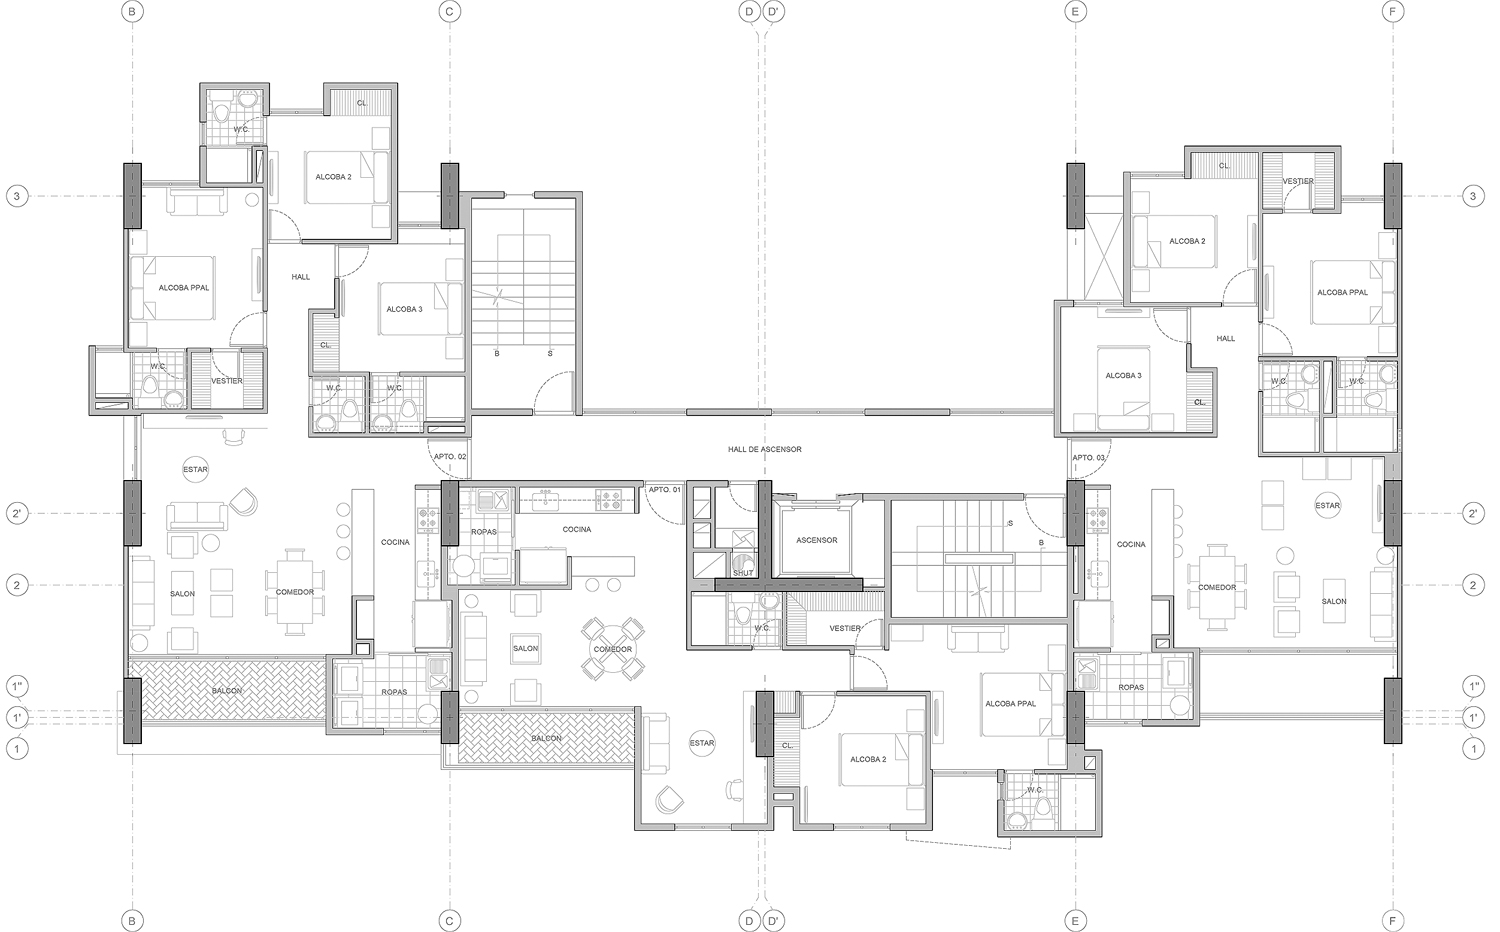 B C D D' E F
CL.
W.C.
ALCOBA 2
CL.
VESTIER
3 3
ALCOBA 2
HALL
ALCOBA PPAL
ALCOBA 3
ALCOBA PPAL
HALL
CL.
B S
W.C.
VESTIER
W.C. W.C.
ALCOBA 3
CL.
W.C. W.C.
APTO. 02
HALL DE ASCENSOR
APTO. 03
ESTAR
APTO. 01
ESTAR
2' 2'
ROPAS
COCINA
COCINA
ASCENSOR
S
B
COCINA
SHUT
2 2
SALON
COMEDOR
COMEDOR
SALON
W.C.
VESTIER
SALON
COMEDOR
1'' 1''
BALCON
ROPAS
ALCOBA PPAL
ROPAS
1' 1'
BALCON
ESTAR
CL.
1 1
ALCOBA 2
W.C.
B C D D' E F